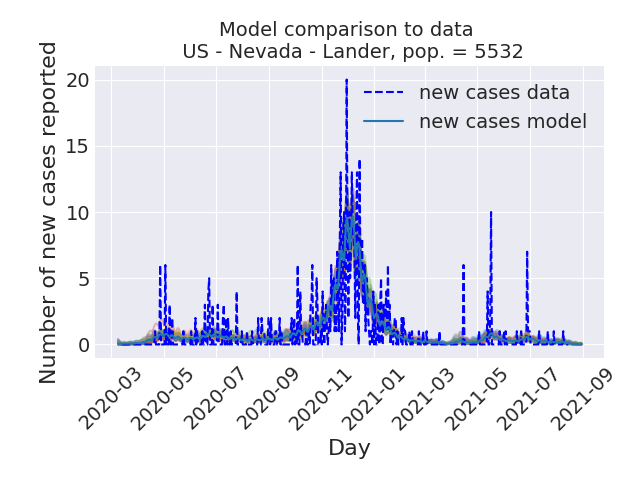 Model comparison to data
US - Nevada - Lander, pop. = 5532
new cases data
new cases model
Number of new cases reported
20
15
10
5
0
2020-03
2020-05
2020-07
2020-09
2020-11
2021-01
2021-03
2021-05
2021-07
2021-09
Day